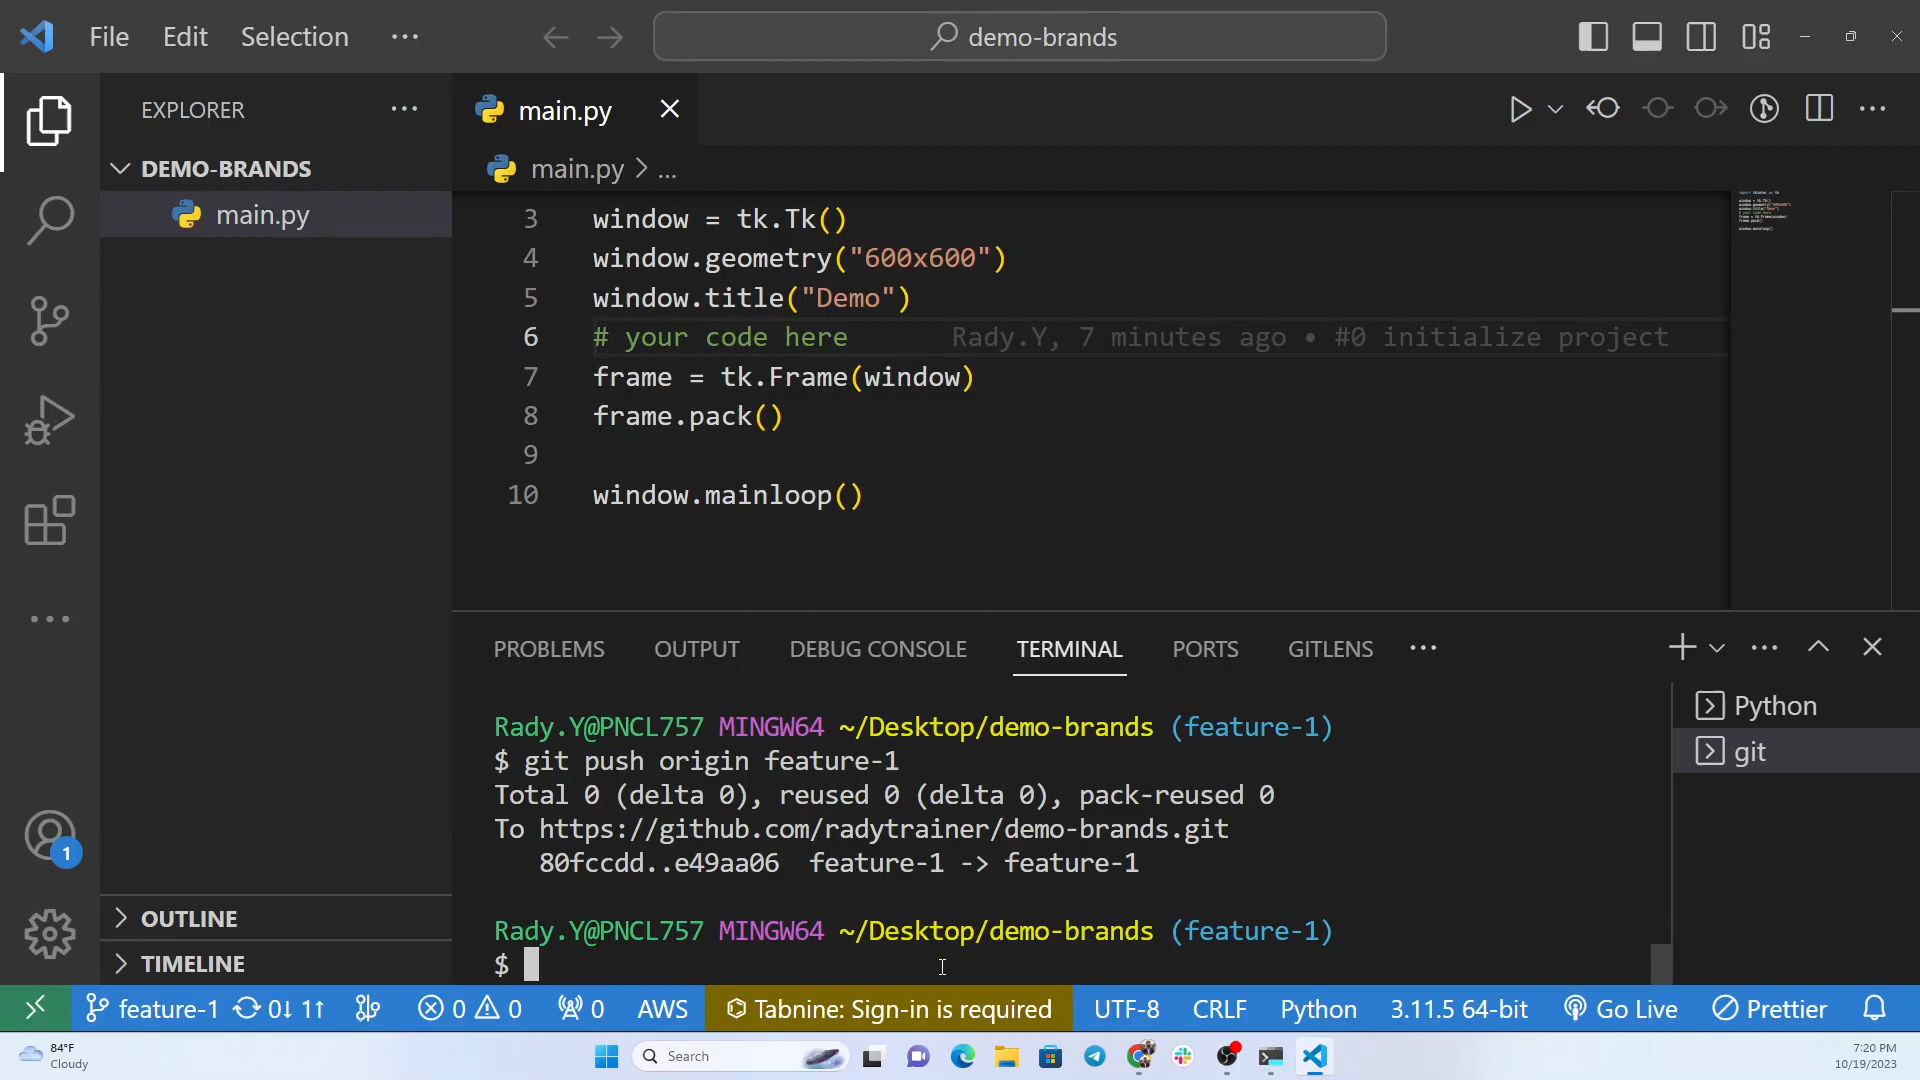 File Edit Selection ···
demo-brands
EXPLORER ···
main.py
DEMO-BRANDS
main.py > ...
main.py
3 window = tk.Tk()
4 window.geometry("600x600")
5 window.title("Demo")
6 # your code here Rady.Y, 7 minutes ago • #0 initialize project
7 frame = tk.Frame(window)
8 frame.pack()
9
10 window.mainloop()
PROBLEMS OUTPUT DEBUG CONSOLE TERMINAL PORTS GITLENS ···
Python
git
Rady.Y@PNCL757 MINGW64 ~/Desktop/demo-brands (feature-1)
$ git push origin feature-1
Total 0 (delta 0), reused 0 (delta 0), pack-reused 0
To https://github.com/radytrainer/demo-brands.git
80fccdd..e49aa06 feature-1 -> feature-1
Rady.Y@PNCL757 MINGW64 ~/Desktop/demo-brands (feature-1)
$
1
OUTLINE
TIMELINE
feature-1 0↓ 1↑ 0 0 0 AWS Tabnine: Sign-in is required UTF-8 CRLF Python 3.11.5 64-bit Go Live Prettier
84°F
Cloudy
Search
7:20 PM
10/19/2023